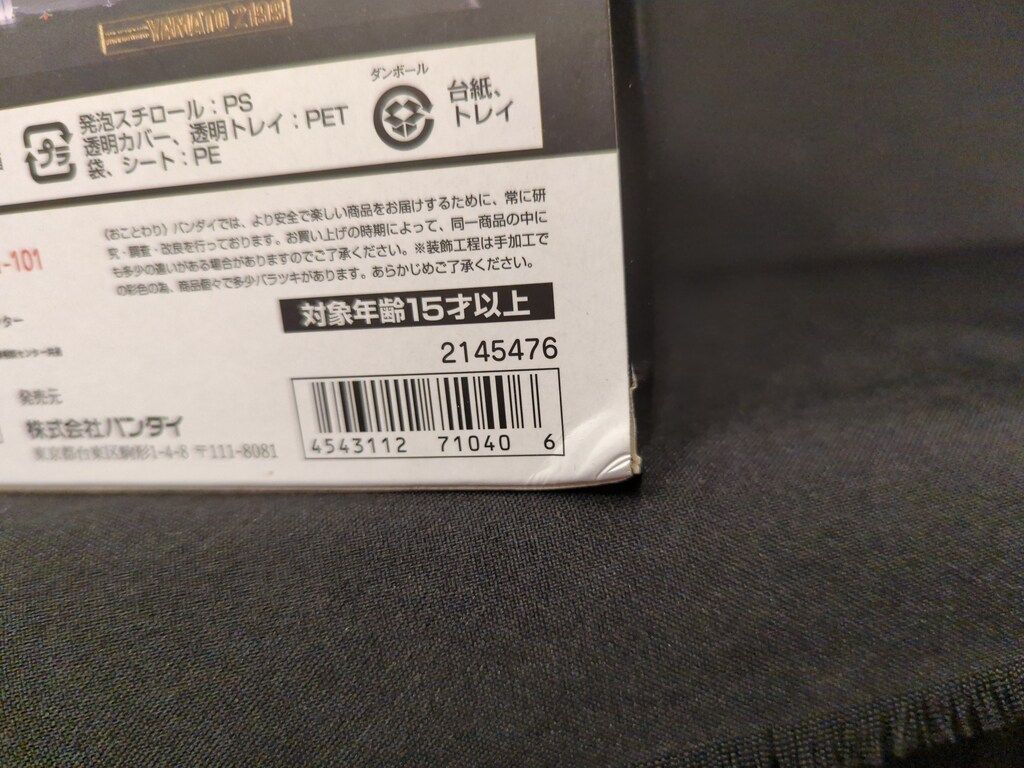 YAMATO 2199
プラ
発泡スチロール：PS
透明カバー、透明トレイ：PET
袋、シート：PE
ダンボール
台紙、
トレイ
《おことわり》バンダイでは、より安全で楽しい商品をお届けするために、常に研
究・調査・改良を行っております。お買い上げの時期によって、同一商品の中に
も多少の違いがある場合がありますのでご了承ください。※装飾工程は手加工で
の彩色の為、商品個々で多少バラツキがあります。あらかじめご了承ください。
-101
ター
対象年齢15才以上
2145476
発売元
株式会社バンダイ
東京都台東区駒形1-4-8 〒111-8081
4543112 71040 6